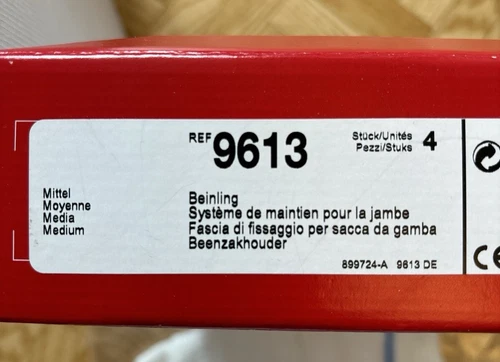 REF 9613
Stück/Unités
Pezzi/Stuks 4
Mittel
Moyenne
Media
Medium
Beinling
Système de maintien pour la jambe
Fascia di fissaggio per sacca da gamba
Beenzakhouder
899724-A 9613 DE
CE